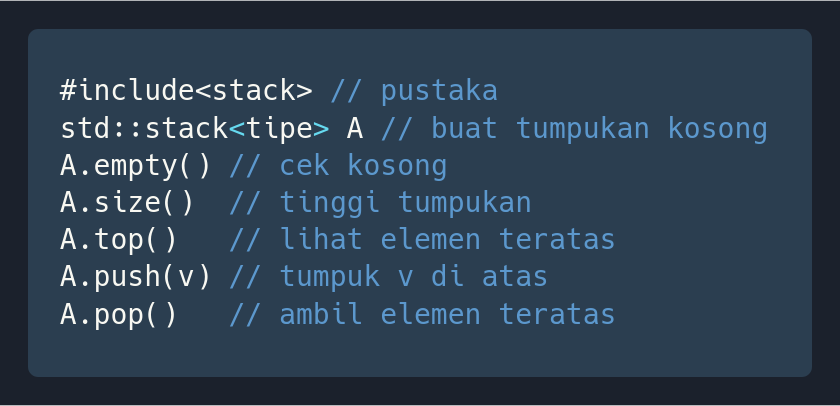 #include<stack> // pustaka
std::stack<tipe> A // buat tumpukan kosong
A.empty() // cek kosong
A.size()  // tinggi tumpukan
A.top()   // lihat elemen teratas
A.push(v) // tumpuk v di atas
A.pop()   // ambil elemen teratas